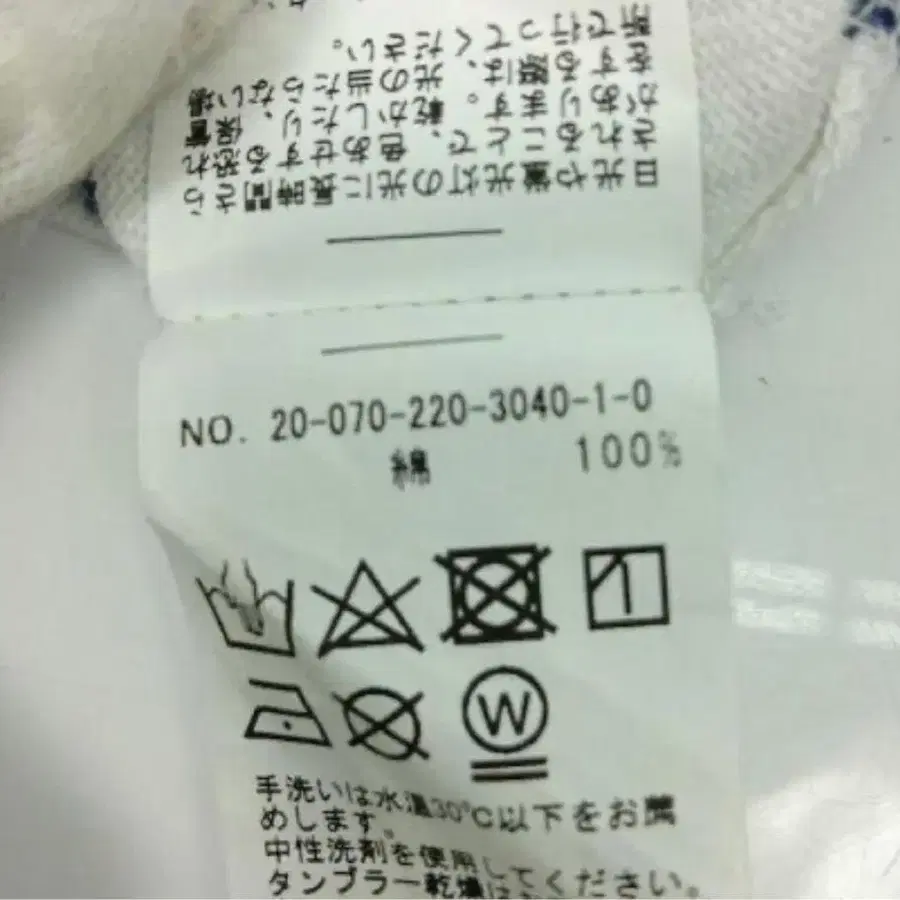 日光や蛍光灯の光に長時間さら
されることで、色あせする恐れ
があります。乾かしたり、保管
をする際は、光の当たらない場
所で行ってください。
NO. 20-070-220-3040-1-0
綿 100%
W
手洗いは水温30℃以下をお薦
めします。
中性洗剤を使用してください。
タンブラー乾燥は